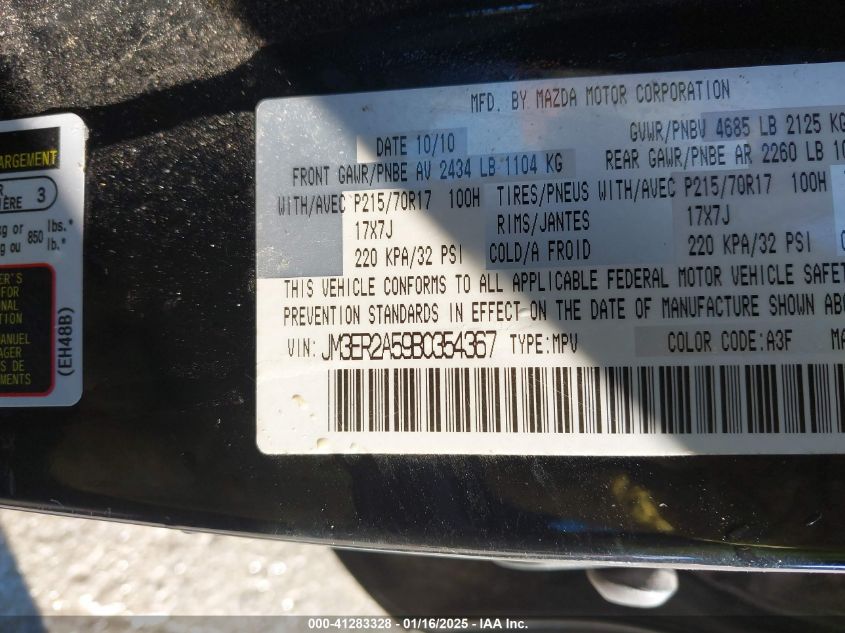 ARGEMENT
3
lbs.*
ou 850 lb.*
MANUEL
(EH48B)
MFD. BY MAZDA MOTOR CORPORATION
DATE 10/10 GVWR/PNBV 4685 LB 2125 KG
FRONT GAWR/PNBE AV 2434 LB 1104 KG REAR GAWR/PNBE AR 2260 LB
WITH/AVEC P215/70R17 100H TIRES/PNEUS WITH/AVEC P215/70R17 100H
17X7J RIMS/JANTES 17X7J
220 KPA/32 PSI COLD/A FROID 220 KPA/32 PSI
THIS VEHICLE CONFORMS TO ALL APPLICABLE FEDERAL MOTOR VEHICLE SAFET
PREVENTION STANDARDS IN EFFECT ON THE DATE OF MANUFACTURE SHOWN ABO
VIN: JM3ER2A59B0354367 TYPE:MPV COLOR CODE:A3F MA
000-41283328 - 01/16/2025 - IAA Inc.